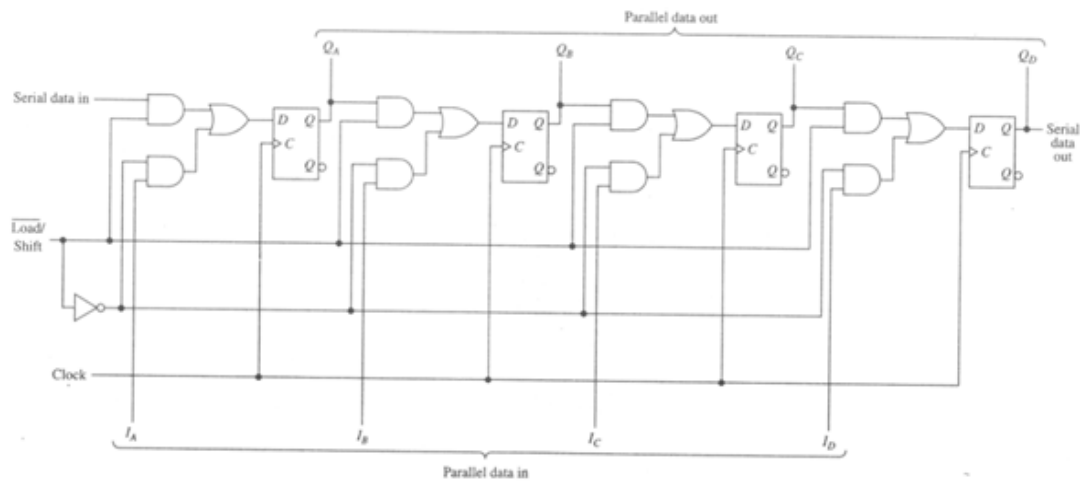 Parallel data out
Q_A
Q_B
Q_C
Q_D
Serial data in
D Q
C
Q
D Q
C
Q
D Q
C
Q
D Q
C
Q
Serial
data
out
L̅o̅a̅d̅/
Shift
Clock
I_A
I_B
I_C
I_D
Parallel data in